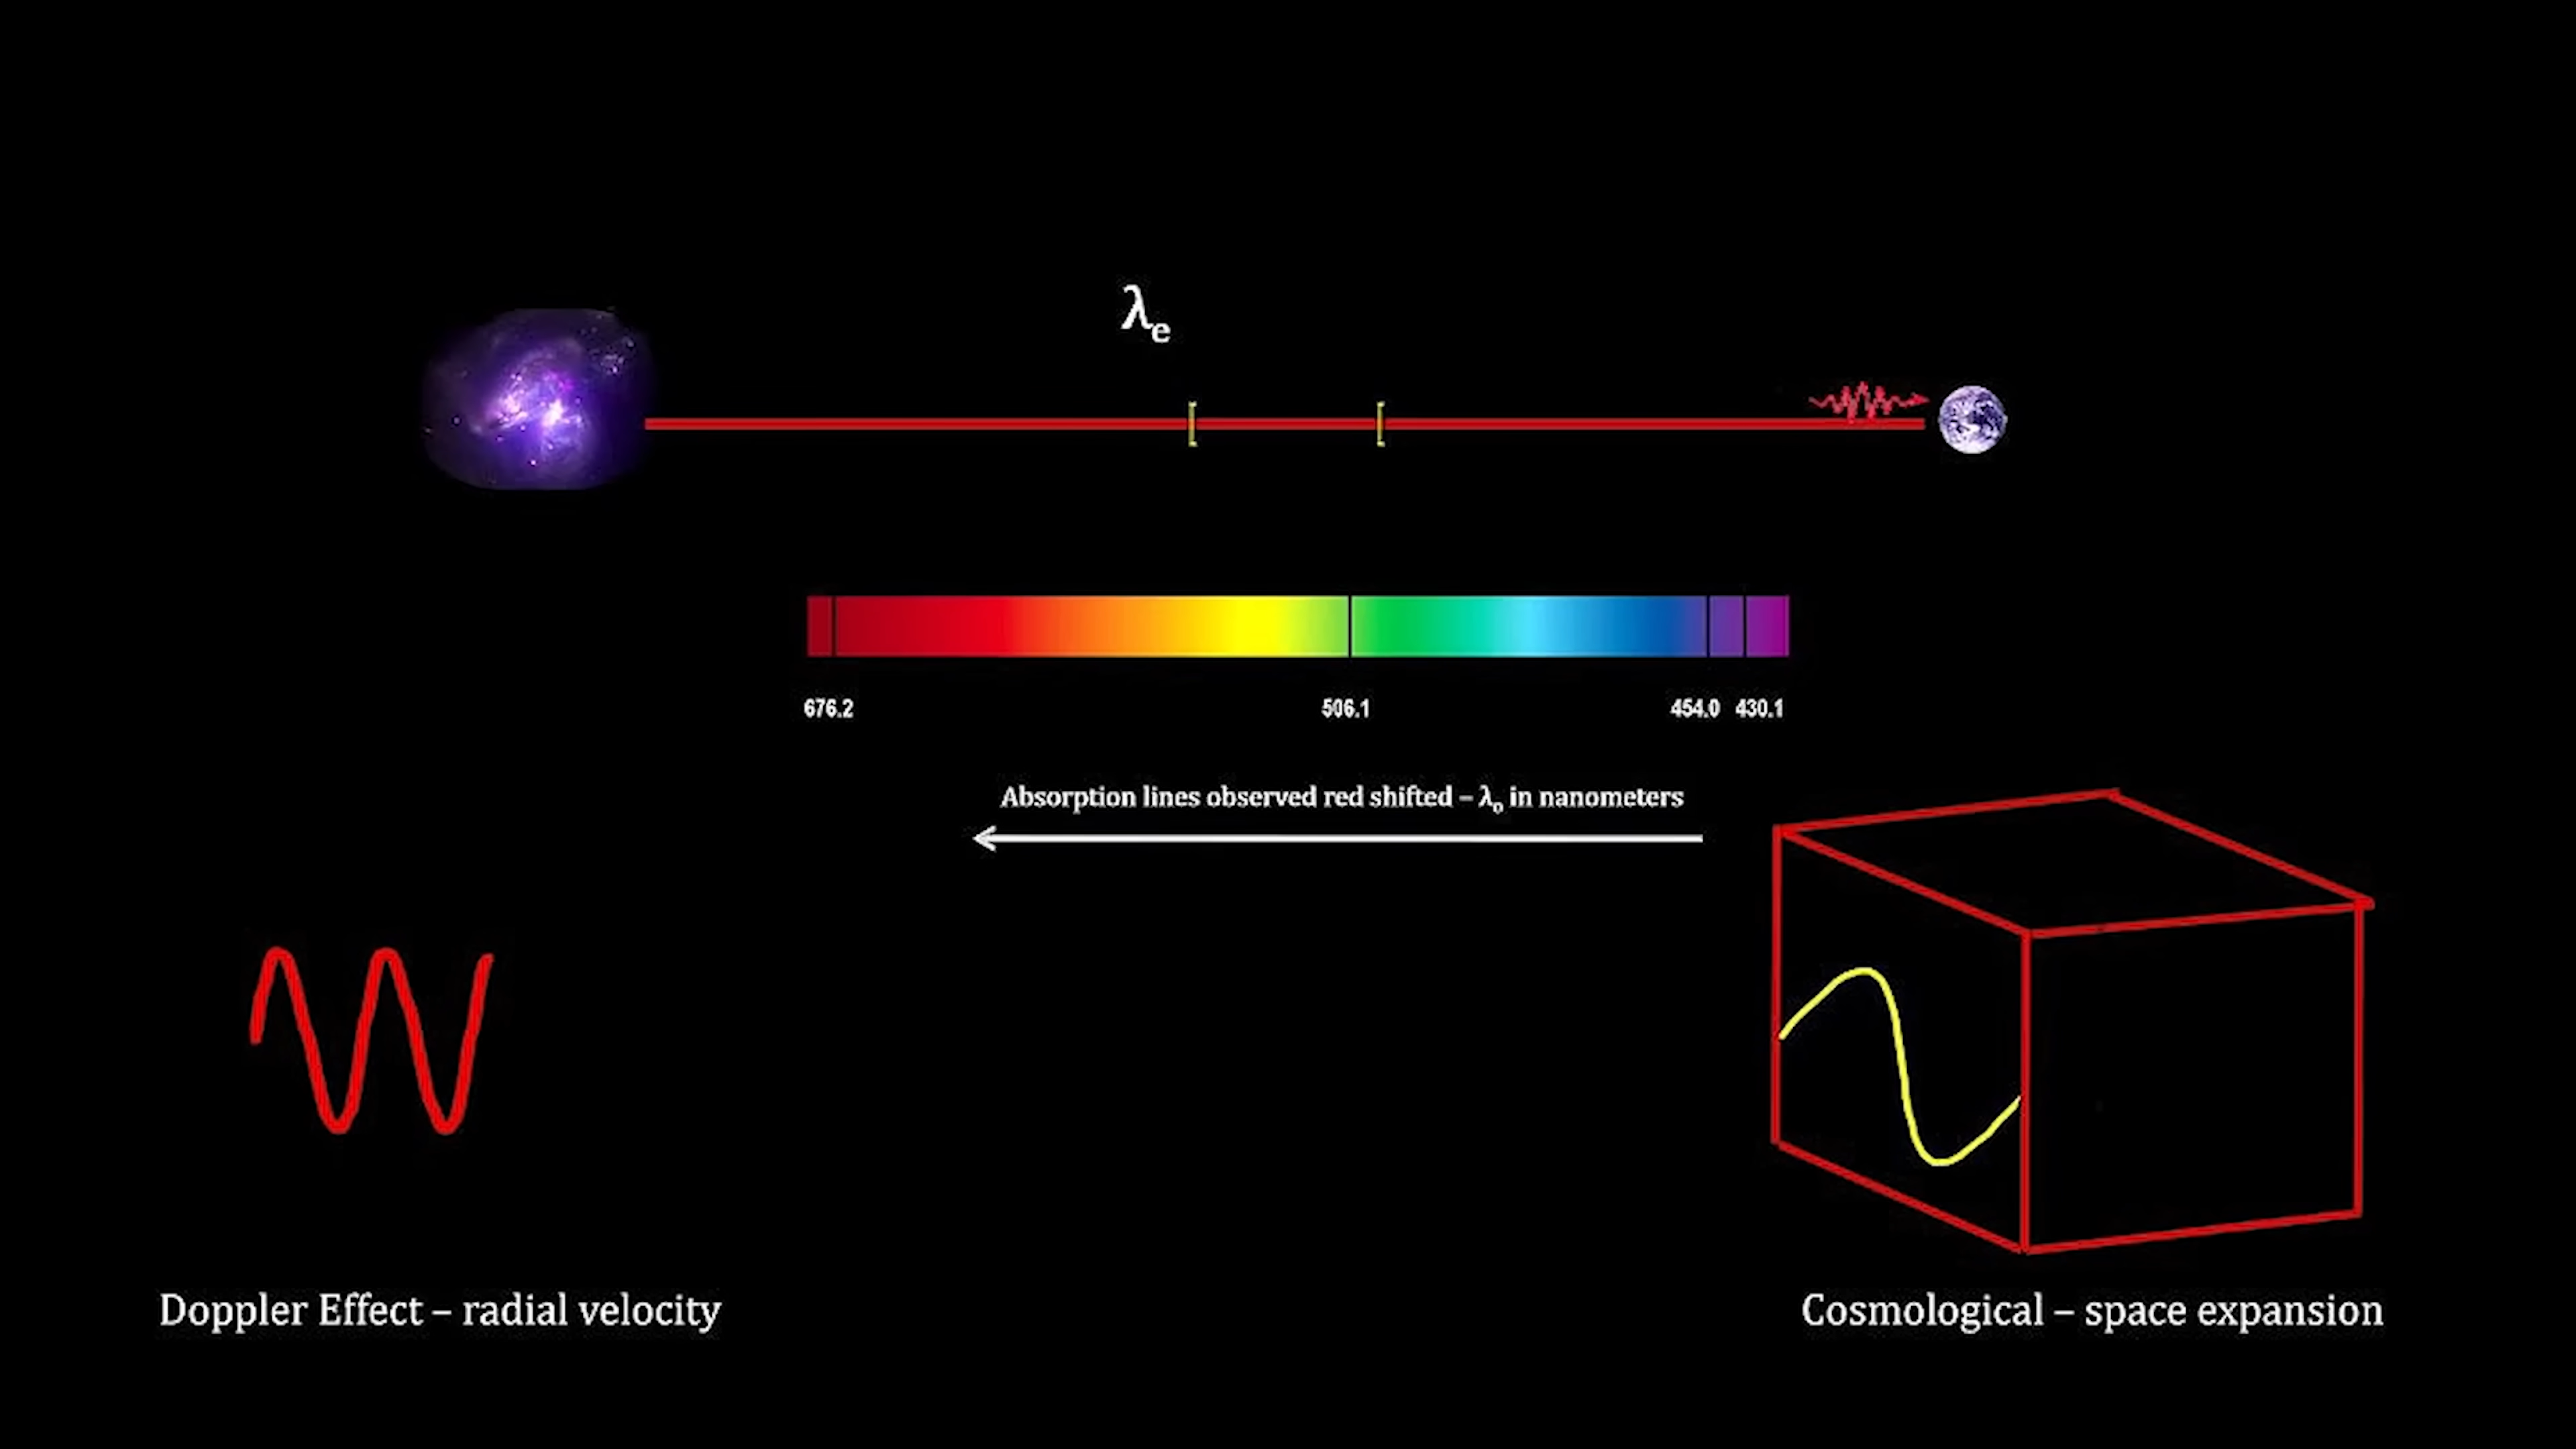 λe
676.2 506.1 454.0 430.1
Absorption lines observed red shifted – λo in nanometers
Doppler Effect – radial velocity
Cosmological – space expansion